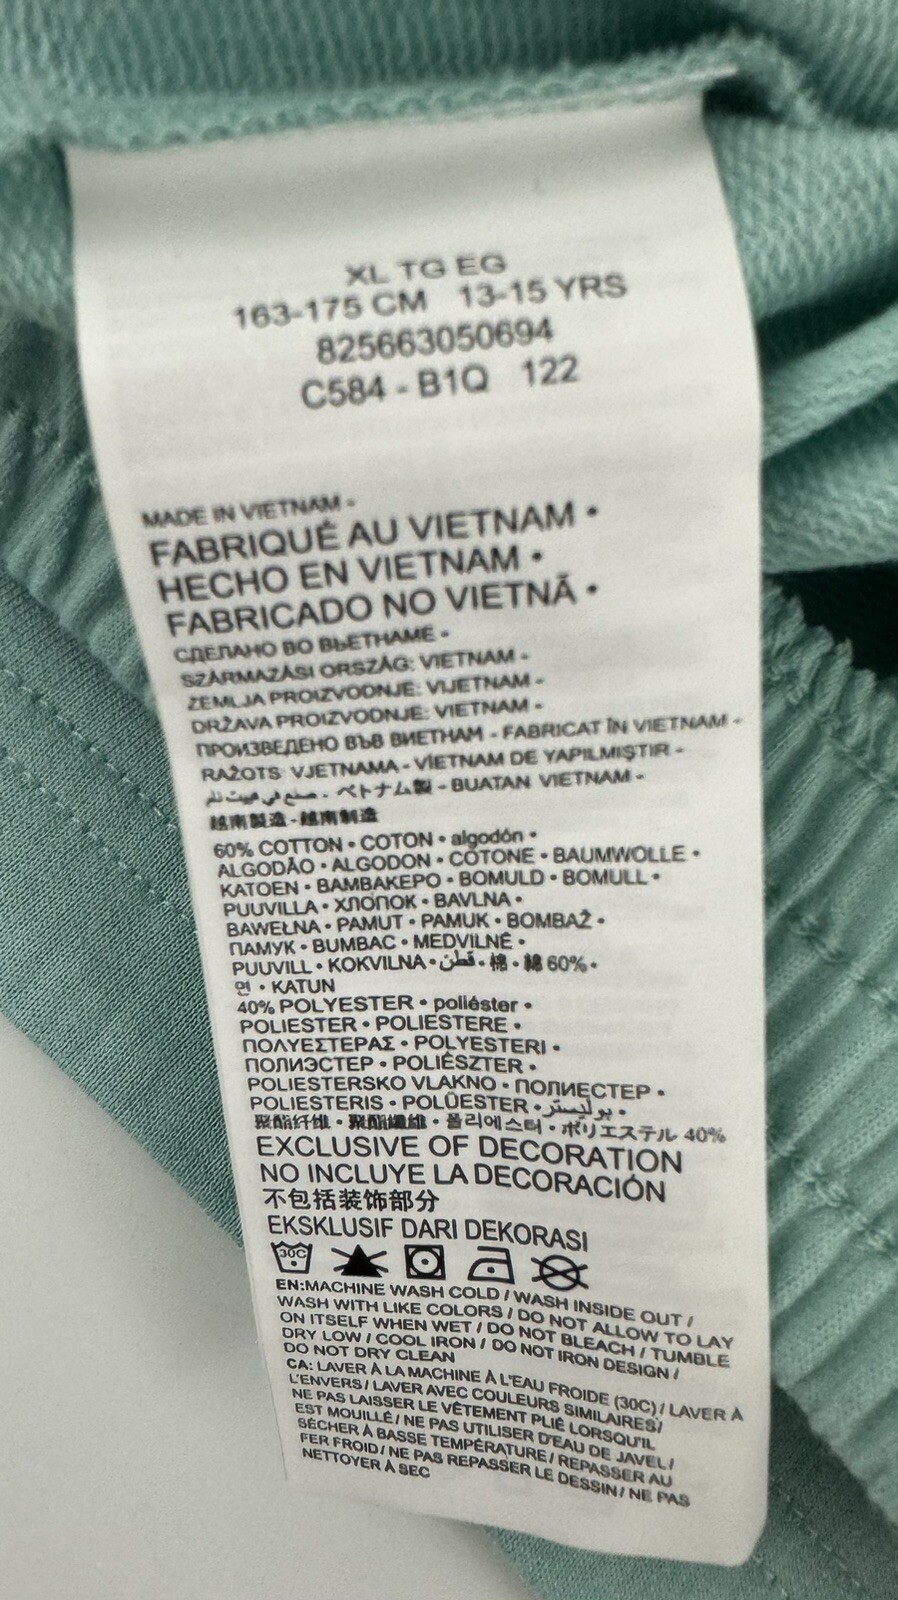 XL TG EG
163-175 CM 13-15 YRS
825663050694
C584 - B1Q 122
MADE IN VIETNAM -
FABRIQUÉ AU VIETNAM •
HECHO EN VIETNAM •
FABRICADO NO VIETNÃ •
СДЕЛАНО ВО ВЬЕТНАМЕ -
SZÁRMAZÁSI ORSZÁG: VIETNAM -
ZEMLJA PROIZVODNJE: VIJETNAM -
DRŽAVA PROIZVODNJE: VIETNAM -
ПРОИЗВЕДЕНО ВЪВ ВИЕТНАМ - FABRICAT ÎN VIETNAM -
RAŽOTS VJETNAMA - VİETNAM DE YAPILMIŞTIR -
صنع في فييت نام - ベトナム製 - BUATAN VIETNAM -
越南製造 - 越南制造
60% COTTON • COTON • algodón •
ALGODÃO • ALGODON • COTONE • BAUMWOLLE •
KATOEN • ΒΑΜΒΑΚΕΡΟ • BOMULD • BOMULL •
PUUVILLA • ХЛОПОК • BAVLNA •
BAWEŁNA • PAMUT • PAMUK • BOMBAŽ •
ПАМУК • BUMBAC • MEDVILNĖ •
PUUVILL • KOKVILNA • قطن • 棉 • 綿 60% •
면 • KATUN
40% POLYESTER • poliéster •
POLIESTER • POLIESTERE •
ΠΟΛΥΕΣΤΕΡΑΣ • POLYESTERI •
ПОЛИЭСТЕР • POLIÉSZTER •
POLIESTERSKO VLAKNO • ПОЛИЕСТЕР •
POLIESTERIS • POLÜESTER • بوليستر •
聚酯纤维 • 聚酯纖維 • 폴리에스터 • ポリエステル 40%
EXCLUSIVE OF DECORATION
NO INCLUYE LA DECORACIÓN
不包括装饰部分
EKSKLUSIF DARI DEKORASI
30C
EN:MACHINE WASH COLD / WASH INSIDE OUT /
WASH WITH LIKE COLORS / DO NOT ALLOW TO LAY
ON ITSELF WHEN WET / DO NOT BLEACH / TUMBLE
DRY LOW / COOL IRON / DO NOT IRON DESIGN /
DO NOT DRY CLEAN
CA: LAVER À LA MACHINE À L'EAU FROIDE (30C) / LAVER À
L'ENVERS / LAVER AVEC COULEURS SIMILAIRES/
NE PAS LAISSER LE VÊTEMENT PLIÉ LORSQU'IL
EST MOUILLÉ / NE PAS UTILISER D'EAU DE JAVEL /
SÉCHER À BASSE TEMPÉRATURE / REPASSER AU
FER FROID / NE PAS REPASSER LE DESSIN / NE PAS
NETTOYER À SEC